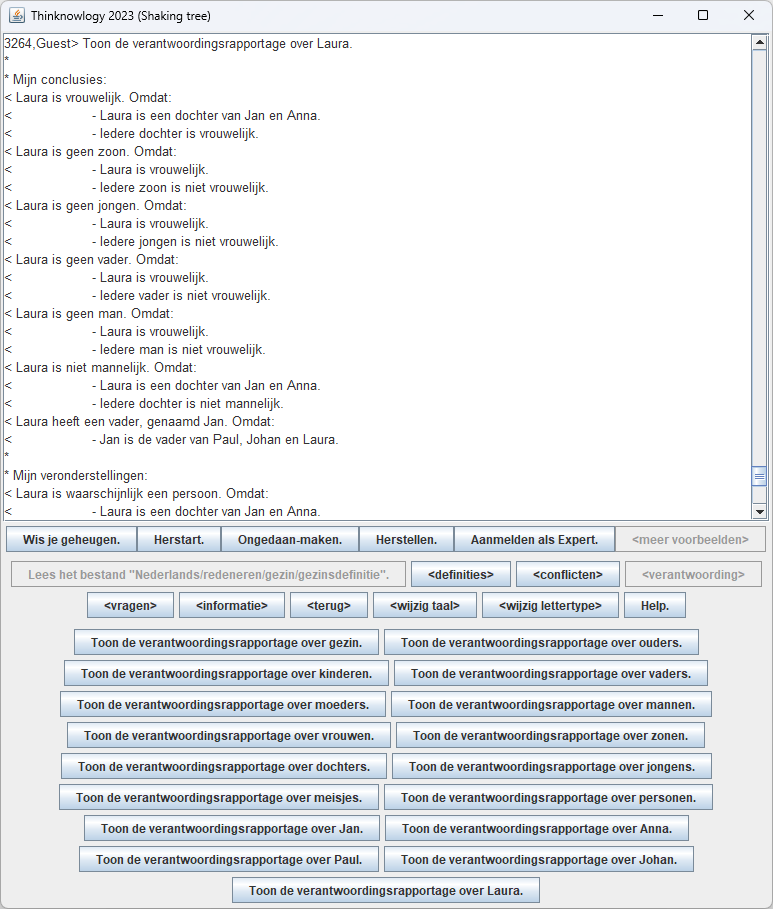 Thinknowlogy 2023 (Shaking tree)
3264,Guest> Toon de verantwoordingsrapportage over Laura.
*
* Mijn conclusies:
< Laura is vrouwelijk. Omdat:
< - Laura is een dochter van Jan en Anna.
< - Iedere dochter is vrouwelijk.
< Laura is geen zoon. Omdat:
< - Laura is vrouwelijk.
< - Iedere zoon is niet vrouwelijk.
< Laura is geen jongen. Omdat:
< - Laura is vrouwelijk.
< - Iedere jongen is niet vrouwelijk.
< Laura is geen vader. Omdat:
< - Laura is vrouwelijk.
< - Iedere vader is niet vrouwelijk.
< Laura is geen man. Omdat:
< - Laura is vrouwelijk.
< - Iedere man is niet vrouwelijk.
< Laura is niet mannelijk. Omdat:
< - Laura is een dochter van Jan en Anna.
< - Iedere dochter is niet mannelijk.
< Laura heeft een vader, genaamd Jan. Omdat:
< - Jan is de vader van Paul, Johan en Laura.
*
* Mijn veronderstellingen:
< Laura is waarschijnlijk een persoon. Omdat:
< - Laura is een dochter van Jan en Anna.
Wis je geheugen. Herstart. Ongedaan-maken. Herstellen. Aanmelden als Expert. <meer voorbeelden>
Lees het bestand "Nederlands/redeneren/gezin/gezinsdefinitie". <definities> <conflicten> <verantwoording>
<vragen> <informatie> <terug> <wijzig taal> <wijzig lettertype> Help.
Toon de verantwoordingsrapportage over gezin. Toon de verantwoordingsrapportage over ouders.
Toon de verantwoordingsrapportage over kinderen. Toon de verantwoordingsrapportage over vaders.
Toon de verantwoordingsrapportage over moeders. Toon de verantwoordingsrapportage over mannen.
Toon de verantwoordingsrapportage over vrouwen. Toon de verantwoordingsrapportage over zonen.
Toon de verantwoordingsrapportage over dochters. Toon de verantwoordingsrapportage over jongens.
Toon de verantwoordingsrapportage over meisjes. Toon de verantwoordingsrapportage over personen.
Toon de verantwoordingsrapportage over Jan. Toon de verantwoordingsrapportage over Anna.
Toon de verantwoordingsrapportage over Paul. Toon de verantwoordingsrapportage over Johan.
Toon de verantwoordingsrapportage over Laura.